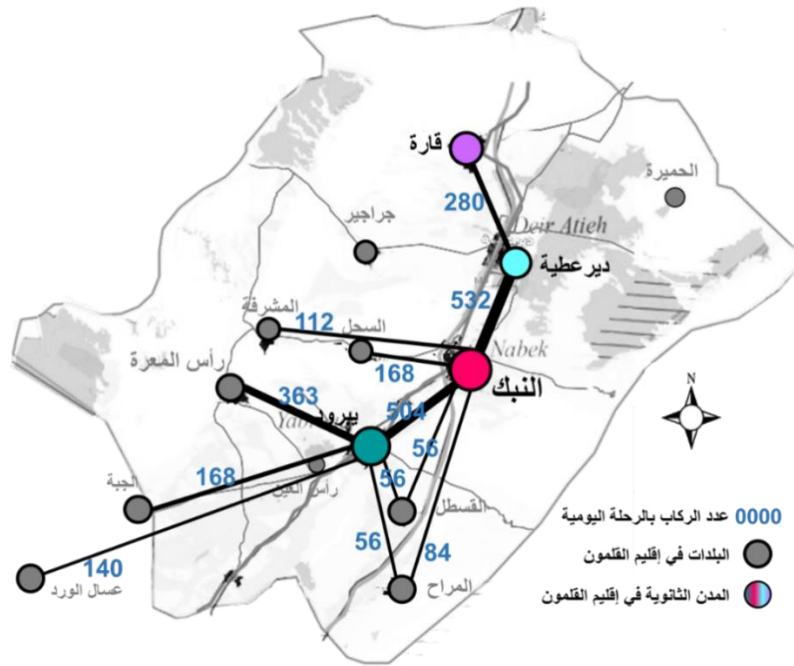 قارة
280
الحميرة
جراجير
Deir Atieh
ديرعطية
532
المشرفة
112
السحل
168
Nabek
النبك
رأس المعرة
363
504
يبرود
56
56
رأس العين
168
الجبة
القسطل
56
84
140
عسال الورد
المراح
N
0000 عدد الركاب بالرحلة اليومية
البلدات في إقليم القلمون
المدن الثانوية في إقليم القلمون